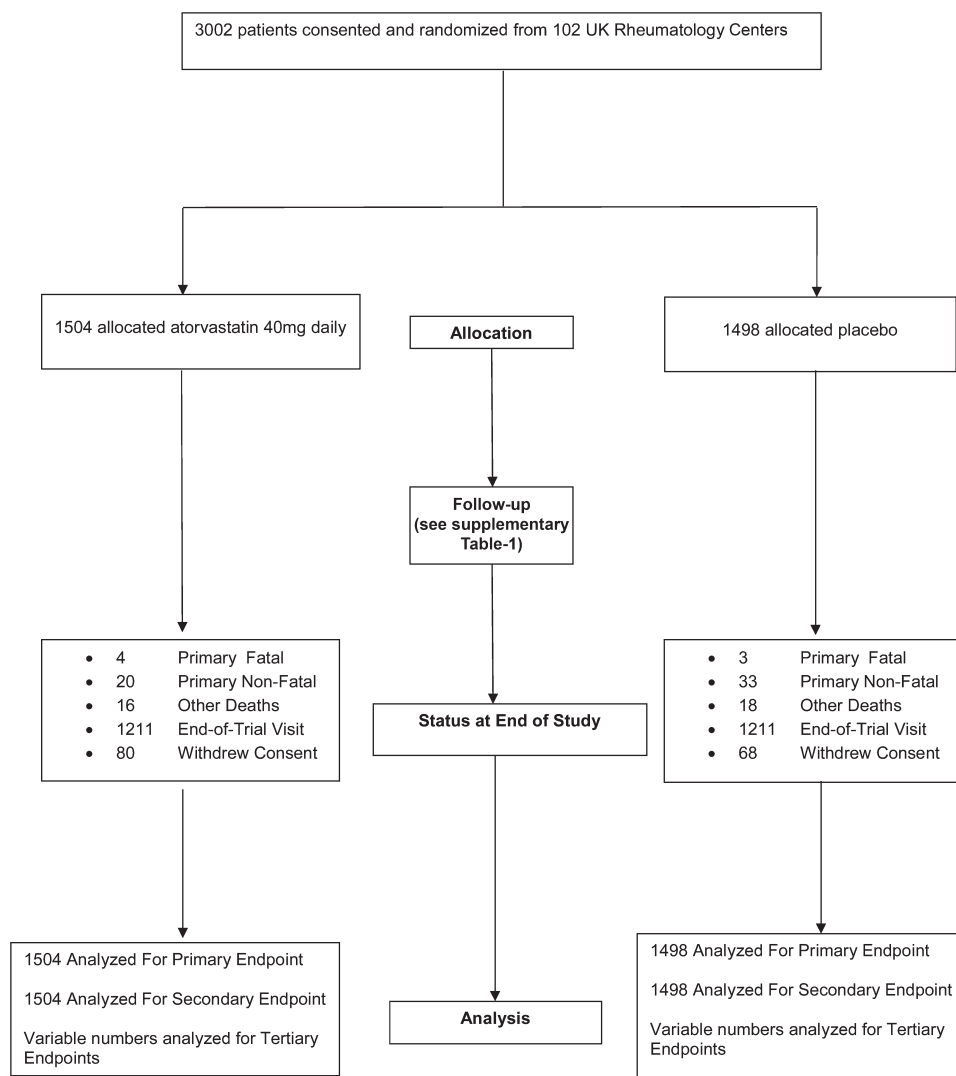 3002 patients consented and randomized from 102 UK Rheumatology Centers
1504 allocated atorvastatin 40mg daily
Allocation
1498 allocated placebo
Follow-up
(see supplementary
Table-1)
• 4 Primary Fatal
• 20 Primary Non-Fatal
• 16 Other Deaths
• 1211 End-of-Trial Visit
• 80 Withdrew Consent
Status at End of Study
• 3 Primary Fatal
• 33 Primary Non-Fatal
• 18 Other Deaths
• 1211 End-of-Trial Visit
• 68 Withdrew Consent
1504 Analyzed For Primary Endpoint
1504 Analyzed For Secondary Endpoint
Variable numbers analyzed for Tertiary
Endpoints
Analysis
1498 Analyzed For Primary Endpoint
1498 Analyzed For Secondary Endpoint
Variable numbers analyzed for Tertiary
Endpoints